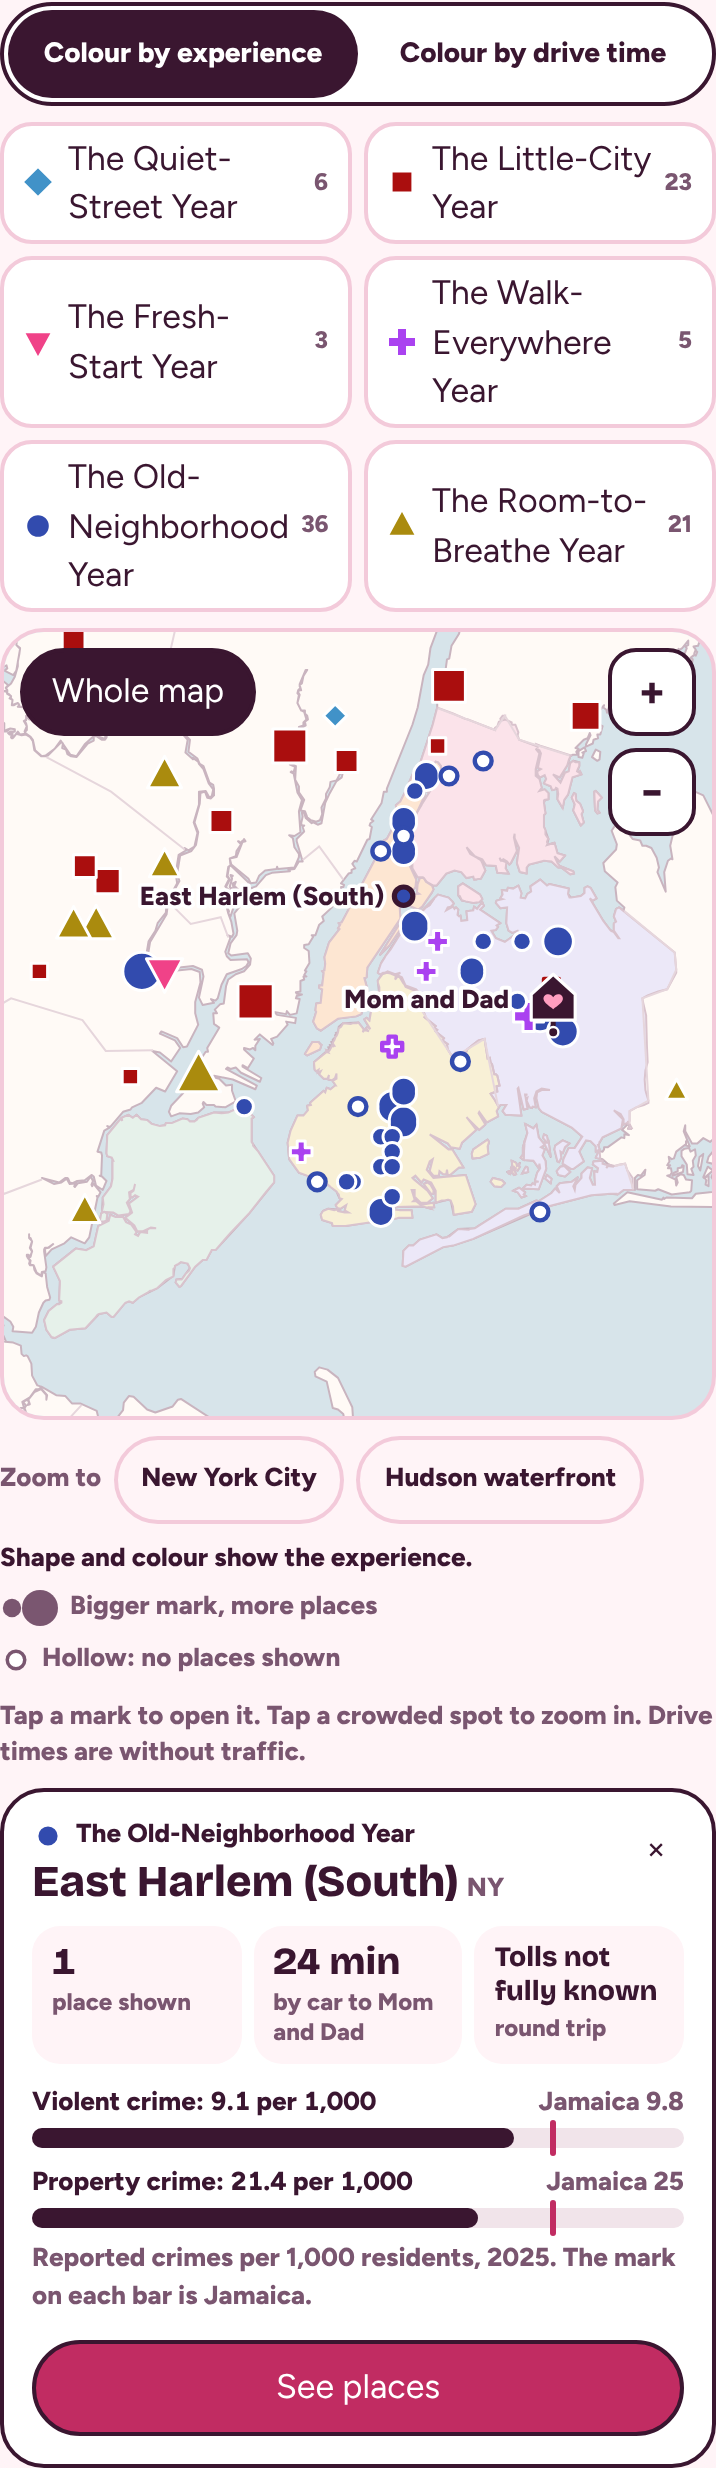 Colour by experience
Colour by drive time
The Quiet-
Street Year
6
The Little-City
Year
23
The Fresh-
Start Year
3
The Walk-
Everywhere
Year
5
The Old-
Neighborhood
Year
36
The Room-to-
Breathe Year
21
Whole map
+
-
East Harlem (South)
Mom and Dad
Zoom to
New York City
Hudson waterfront
Shape and colour show the experience.
Bigger mark, more places
Hollow: no places shown
Tap a mark to open it. Tap a crowded spot to zoom in. Drive
times are without traffic.
The Old-Neighborhood Year
×
East Harlem (South) NY
1
place shown
24 min
by car to Mom
and Dad
Tolls not
fully known
round trip
Violent crime: 9.1 per 1,000
Jamaica 9.8
Property crime: 21.4 per 1,000
Jamaica 25
Reported crimes per 1,000 residents, 2025. The mark
on each bar is Jamaica.
See places